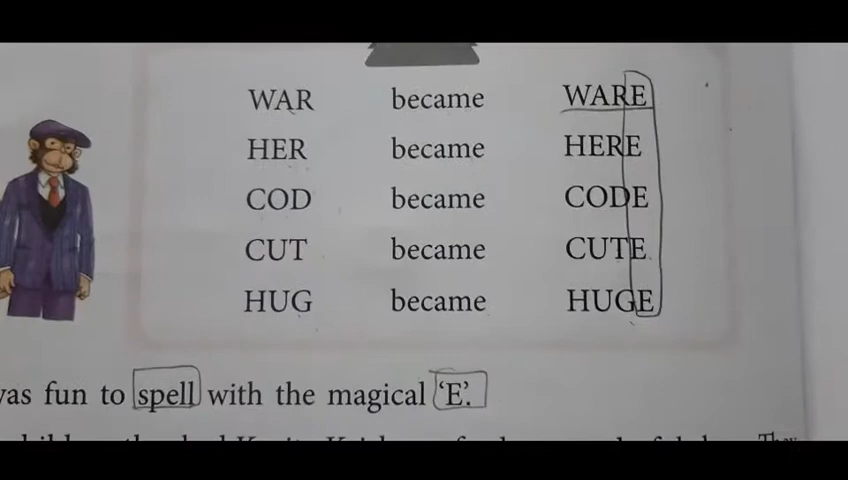 WAR became WARE
HER became HERE
COD became CODE
CUT became CUTE
HUG became HUGE
was fun to spell with the magical ‘E’.